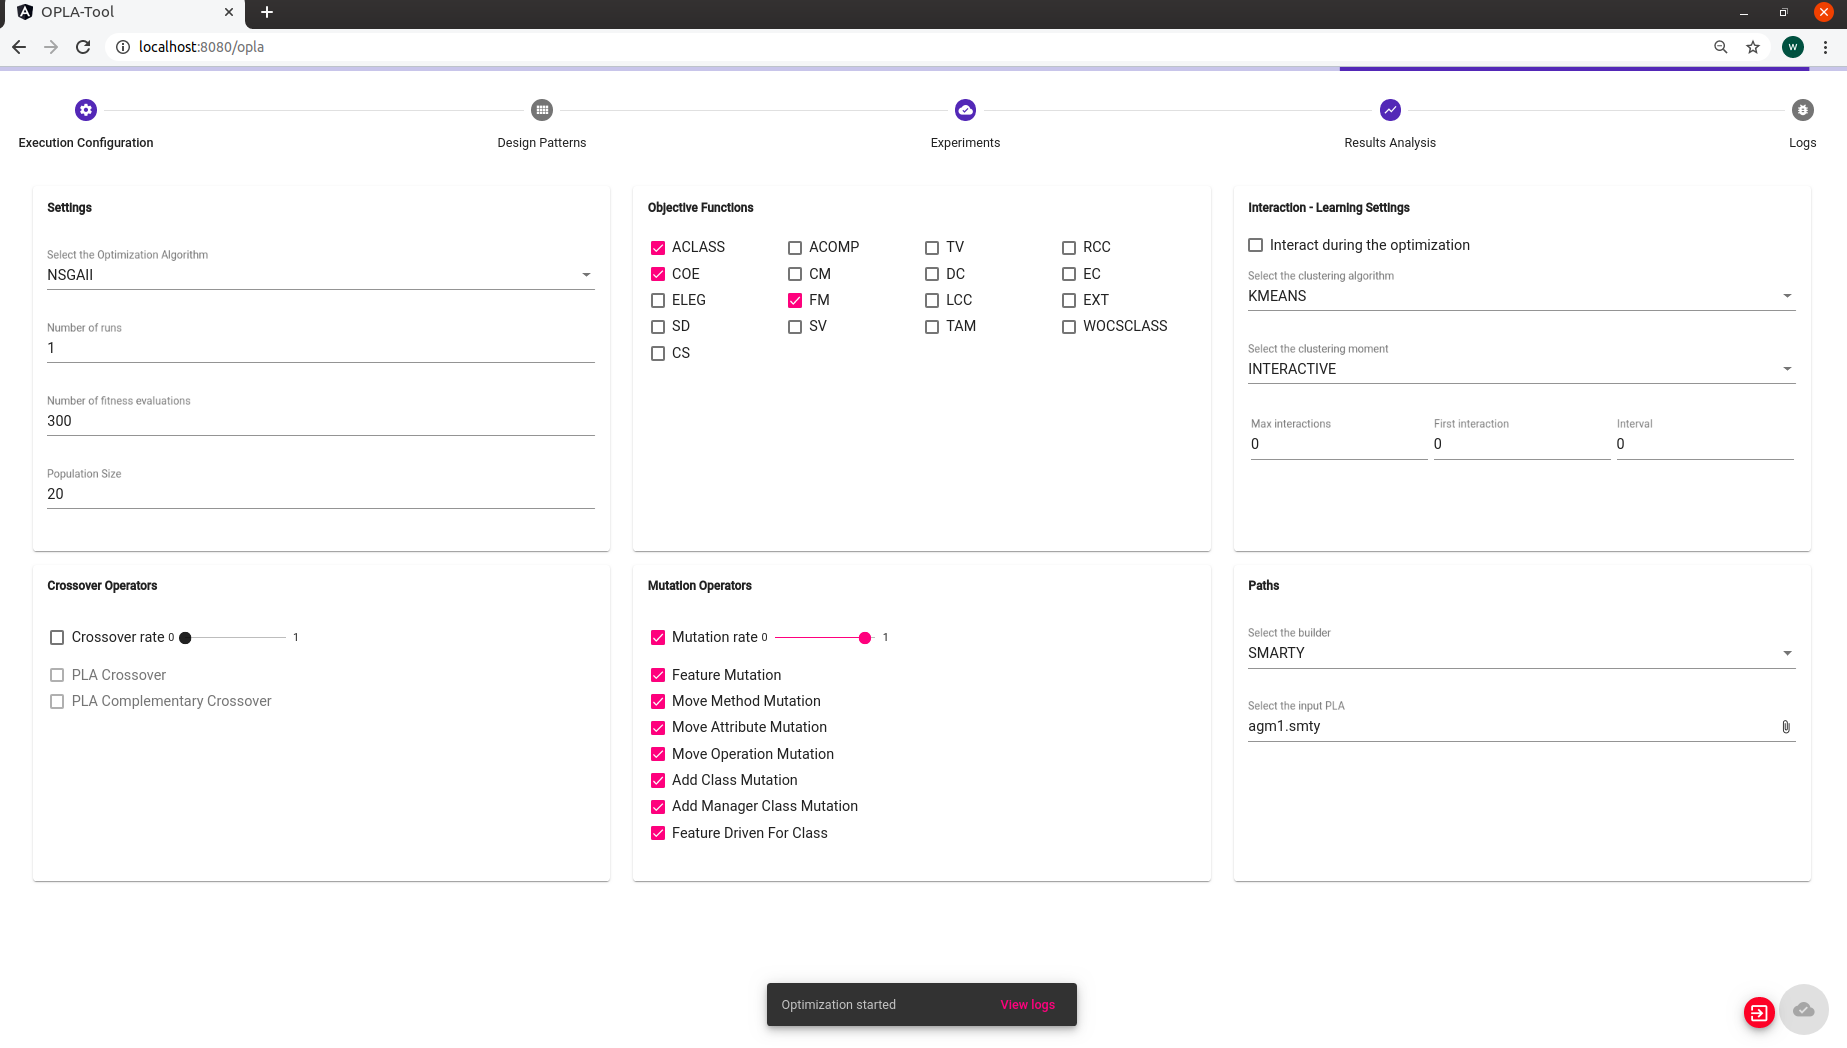 OPLA-Tool
localhost:8080/opla
W
Execution Configuration
Design Patterns
Experiments
Results Analysis
Logs
Settings
Select the Optimization Algorithm
NSGAII
Number of runs
1
Number of fitness evaluations
300
Population Size
20
Objective Functions
ACLASS ACOMP TV RCC
COE CM DC EC
ELEG FM LCC EXT
SD SV TAM WOCSCLASS
CS
Interaction - Learning Settings
Interact during the optimization
Select the clustering algorithm
KMEANS
Select the clustering moment
INTERACTIVE
Max interactions First interaction Interval
0 0 0
Crossover Operators
Crossover rate 0 1
PLA Crossover
PLA Complementary Crossover
Mutation Operators
Mutation rate 0 1
Feature Mutation
Move Method Mutation
Move Attribute Mutation
Move Operation Mutation
Add Class Mutation
Add Manager Class Mutation
Feature Driven For Class
Paths
Select the builder
SMARTY
Select the input PLA
agm1.smty
Optimization started View logs